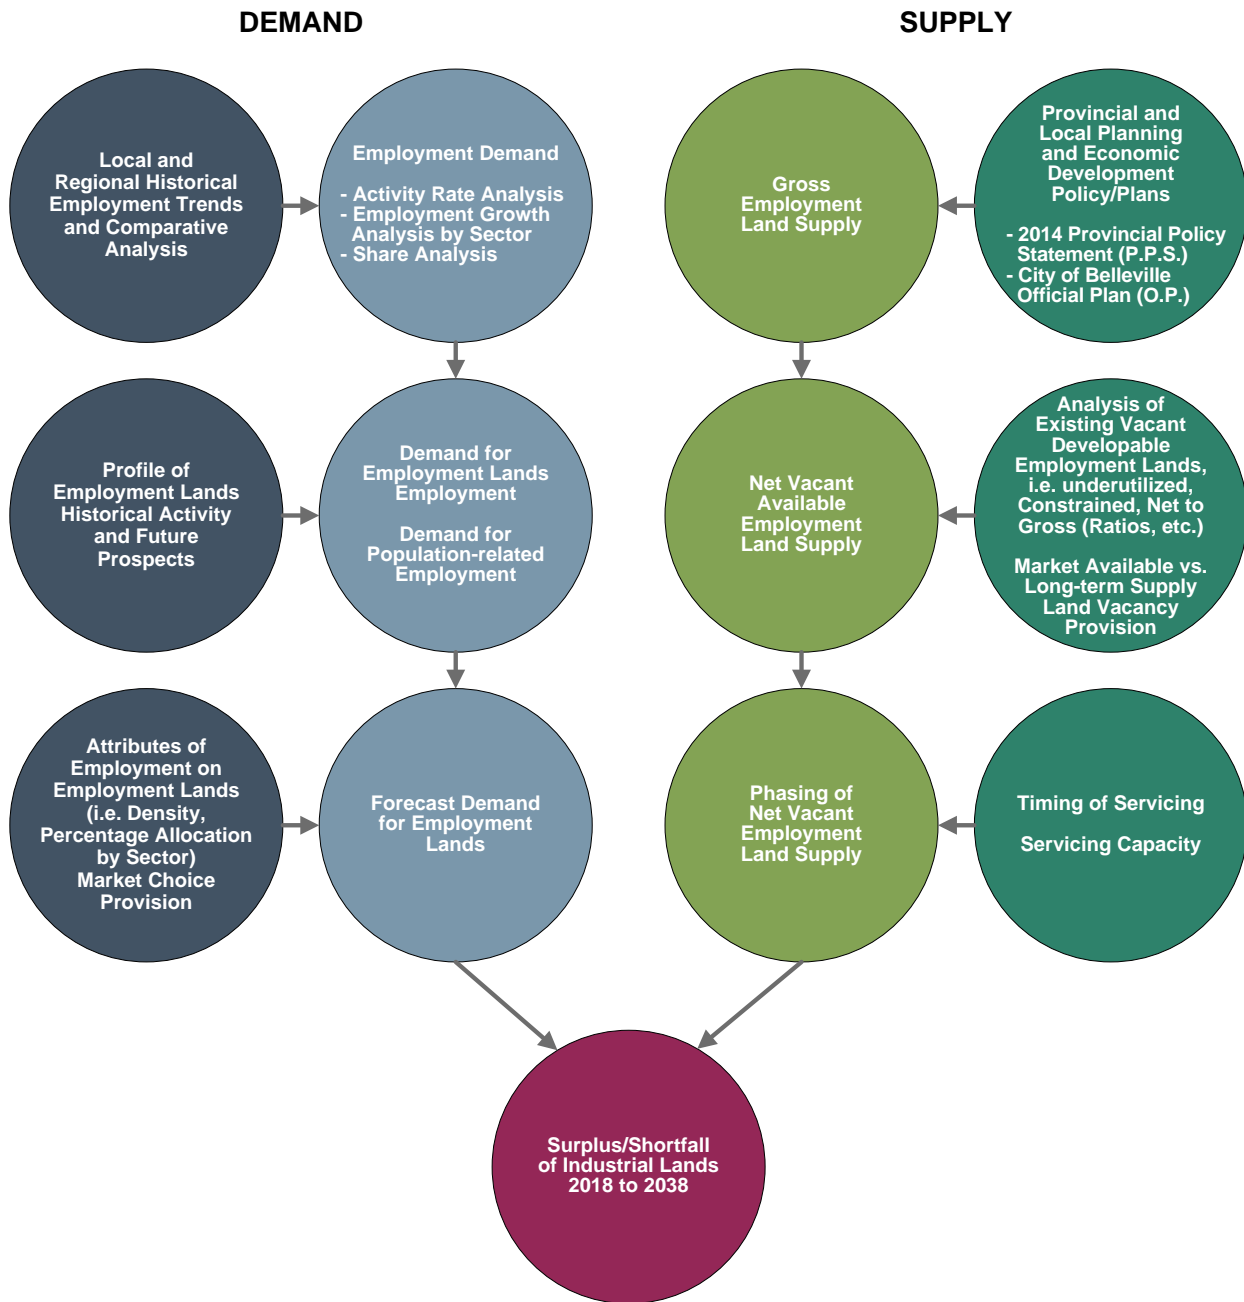 DEMAND
SUPPLY
Local and
Regional Historical
Employment Trends
and Comparative
Analysis
Employment Demand
- Activity Rate Analysis
- Employment Growth
Analysis by Sector
- Share Analysis
Gross
Employment
Land Supply
Provincial and
Local Planning
and Economic
Development
Policy/Plans
- 2014 Provincial Policy
Statement (P.P.S.)
- City of Belleville
Official Plan (O.P.)
Profile of
Employment Lands
Historical Activity
and Future
Prospects
Demand for
Employment Lands
Employment
Demand for
Population-related
Employment
Net Vacant
Available
Employment
Land Supply
Analysis of
Existing Vacant
Developable
Employment Lands,
i.e. underutilized,
Constrained, Net to
Gross (Ratios, etc.)
Market Available vs.
Long-term Supply
Land Vacancy
Provision
Attributes of
Employment on
Employment Lands
(i.e. Density,
Percentage Allocation
by Sector)
Market Choice
Provision
Forecast Demand
for Employment
Lands
Phasing of
Net Vacant
Employment
Land Supply
Timing of Servicing
Servicing Capacity
Surplus/Shortfall
of Industrial Lands
2018 to 2038